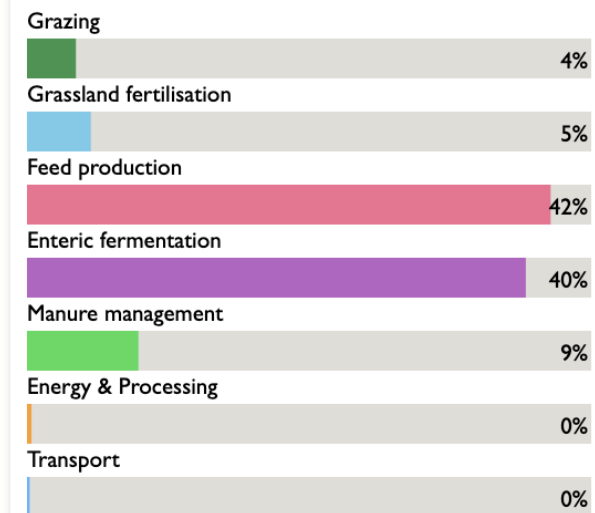 Grazing
4%
Grassland fertilisation
5%
Feed production
42%
Enteric fermentation
40%
Manure management
9%
Energy & Processing
0%
Transport
0%